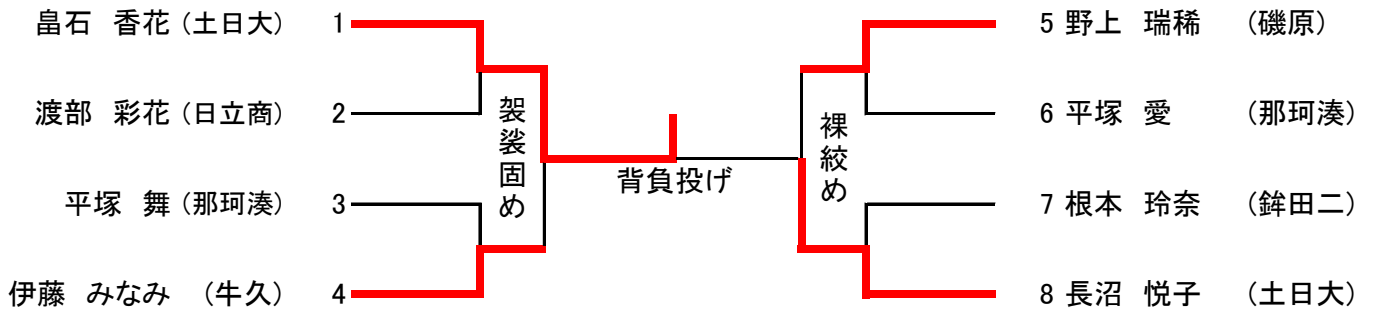 畠石　香花（土日大）　1
渡部　彩花（日立商）　2
平塚　舞（那珂湊）　3
伊藤　みなみ　（牛久）　4
袈裟固め
背負投げ
裸絞め
5 野上　瑞稀　（磯原）
6 平塚　愛　（那珂湊）
7 根本　玲奈　（鉾田二）
8 長沼　悦子　（土日大）